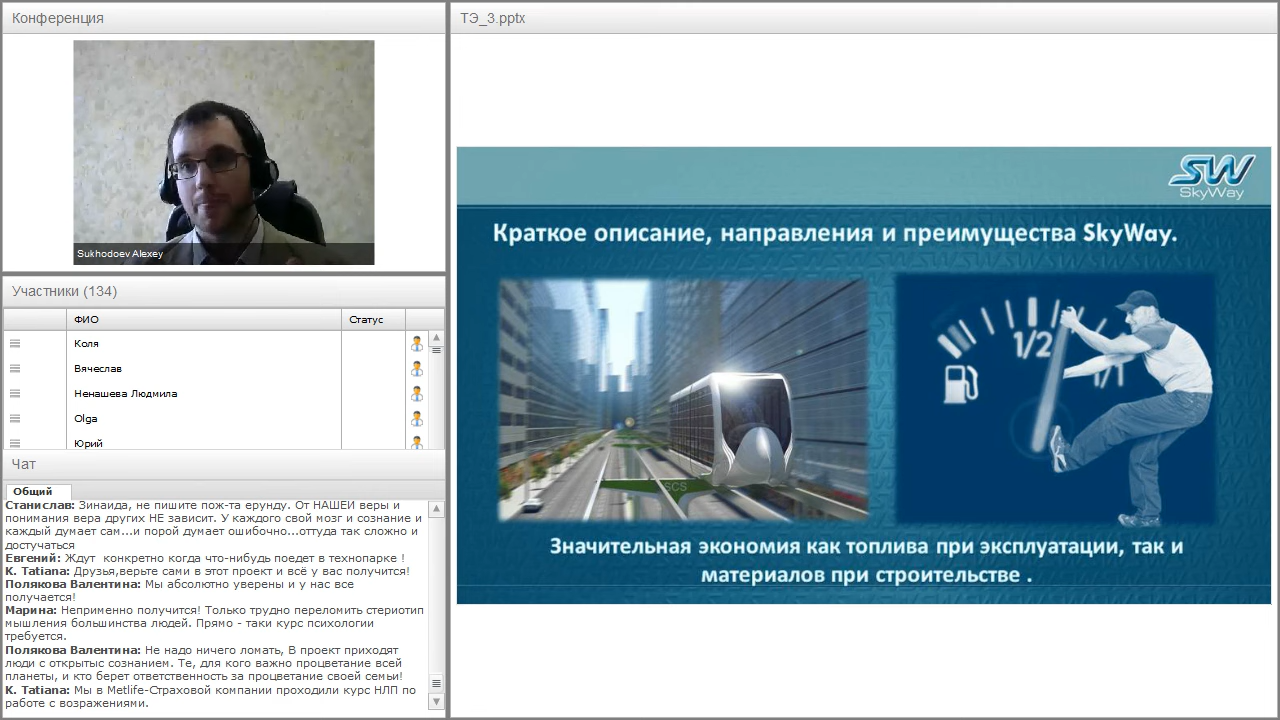 Конференция
Sukhodoev Alexey
Участники (134)
ФИО
Статус
Коля
Вячеслав
Ненашева Людмила
Olga
Юрий
Чат
Общий
Станислав: Зинаида, не пишите пож-та ерунду. От НАШЕЙ веры и
понимания вера других НЕ зависит. У каждого свой мозг и сознание и
каждый думает сам...и порой думает ошибочно...оттуда так сложно и
достучаться
Евгений: Ждут конкретно когда что-нибудь поедет в технопарке !
K. Tatiana: Друзья,верьте сами в этот проект и всё у вас получится!
Полякова Валентина: Мы абсолютно уверены и у нас все
получается!
Марина: Неприменно получится! Только трудно переломить стериотип
мышления большинства людей. Прямо - таки курс психологии
требуется.
Полякова Валентина: Не надо ничего ломать, В проект приходят
люди с открытыс сознанием. Те, для кого важно процветание всей
планеты, и кто берет ответственность за процветание своей семьи!
K. Tatiana: Мы в Metlife-Страховой компании проходили курс НЛП по
работе с возражениями.
ТЭ_3.pptx
SW
SkyWay
Краткое описание, направления и преимущества SkyWay.
SCS
1/2
1/1
Значительная экономия как топлива при эксплуатации, так и
материалов при строительстве .